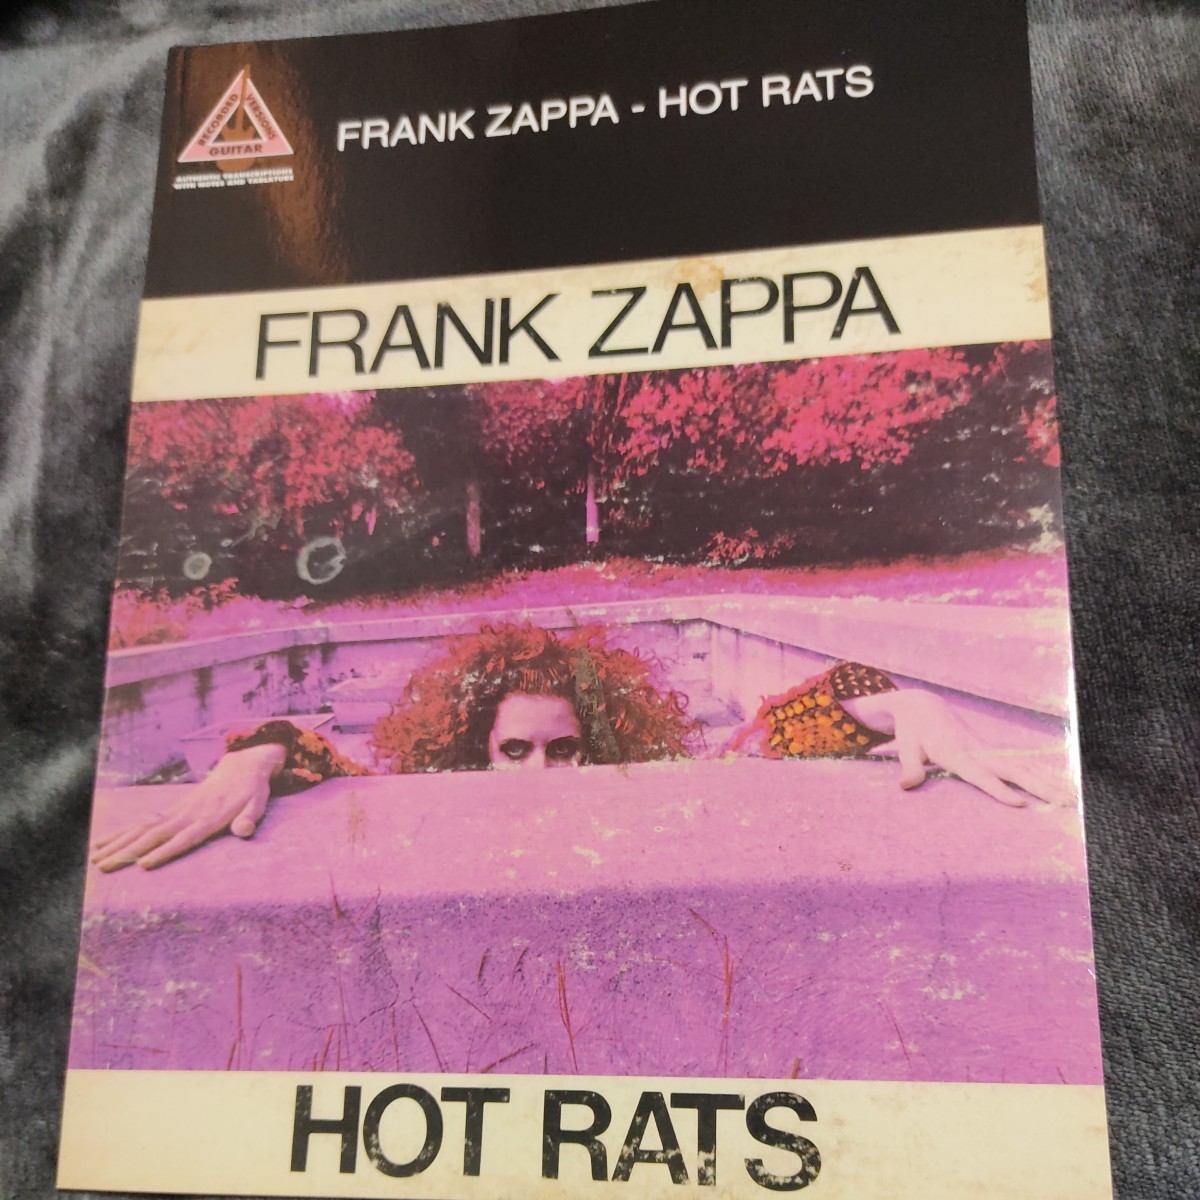 RECORDED VERSIONS
GUITAR
AUTHENTIC TRANSCRIPTIONS
WITH NOTES AND TABLATURE
FRANK ZAPPA - HOT RATS
FRANK ZAPPA
HOT RATS